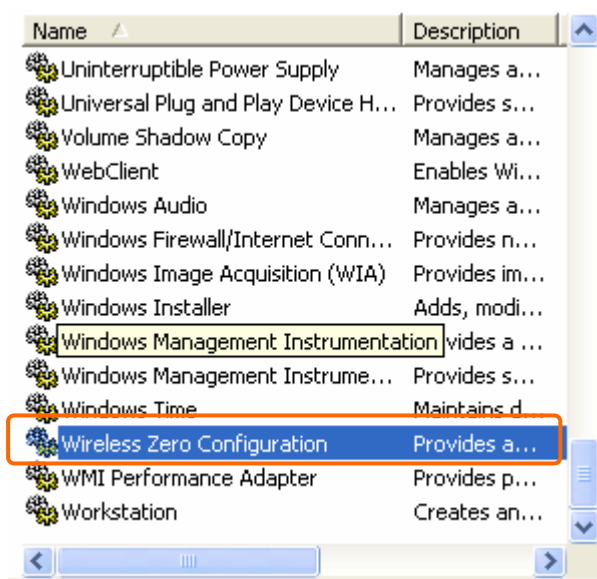 Name Description
Uninterruptible Power Supply Manages a...
Universal Plug and Play Device H... Provides s...
Volume Shadow Copy Manages a...
WebClient Enables Wi...
Windows Audio Manages a...
Windows Firewall/Internet Conn... Provides n...
Windows Image Acquisition (WIA) Provides im...
Windows Installer Adds, modi...
Windows Management Instrumentation vides a ...
Windows Management Instrume... Provides s...
Windows Time Maintains d...
Wireless Zero Configuration Provides a...
WMI Performance Adapter Provides p...
Workstation Creates an...